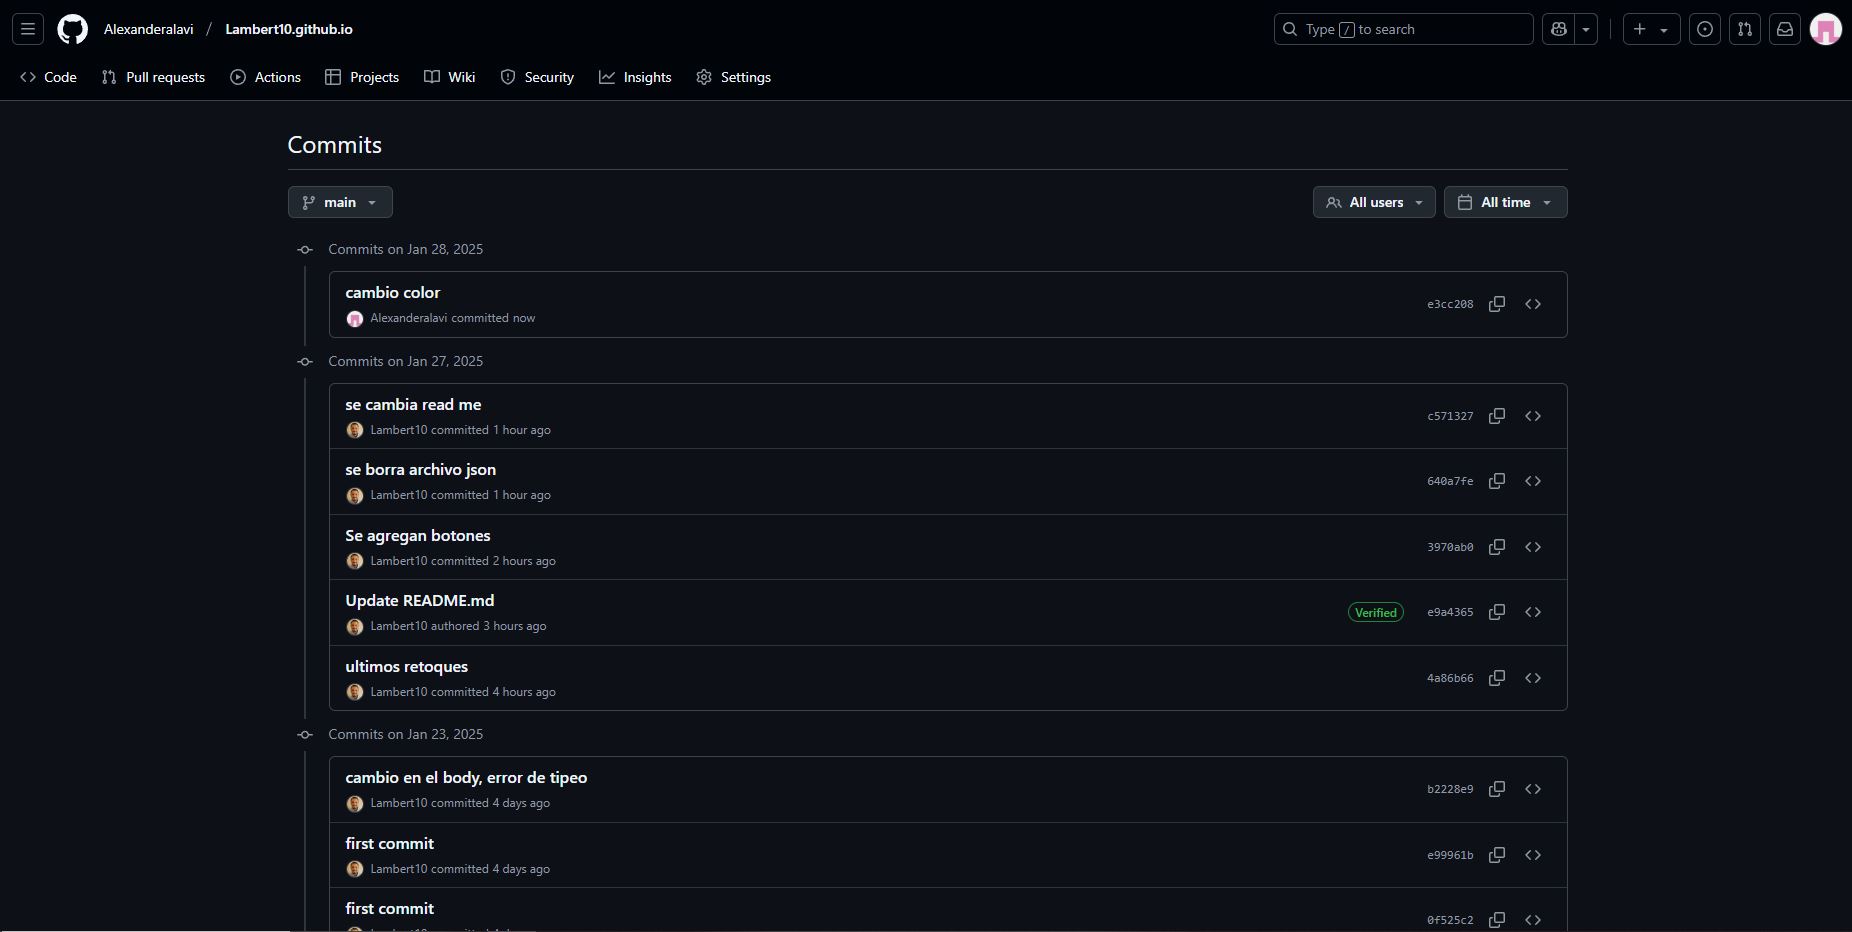 Alexanderalavi / Lambert10.github.io
Type / to search
Code Pull requests Actions Projects Wiki Security Insights Settings
Commits
main All users All time
Commits on Jan 28, 2025
cambio color
Alexanderalavi committed now
e3cc208
Commits on Jan 27, 2025
se cambia read me
Lambert10 committed 1 hour ago
c571327
se borra archivo json
Lambert10 committed 1 hour ago
640a7fe
Se agregan botones
Lambert10 committed 2 hours ago
3970ab0
Update README.md
Lambert10 authored 3 hours ago
Verified e9a4365
ultimos retoques
Lambert10 committed 4 hours ago
4a86b66
Commits on Jan 23, 2025
cambio en el body, error de tipeo
Lambert10 committed 4 days ago
b2228e9
first commit
Lambert10 committed 4 days ago
e99961b
first commit
0f525c2